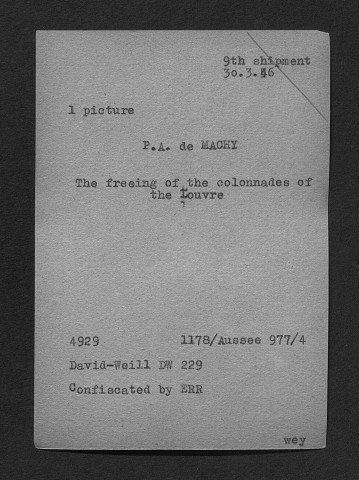 9th shipment
30.3.46
1 picture
P.A. de MACHY
The freeing of the colonnades of
the Louvre
4929 1178/Aussee 977/4
David-Weill DW 229
Confiscated by ERR
wey